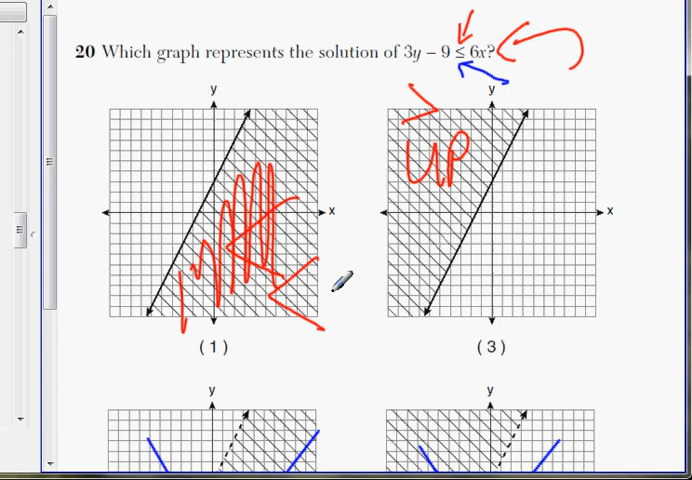 20 Which graph represents the solution of 3y – 9 ≤ 6x?
y
y
>
UP
x
x
( 1 )
( 3 )
y
y